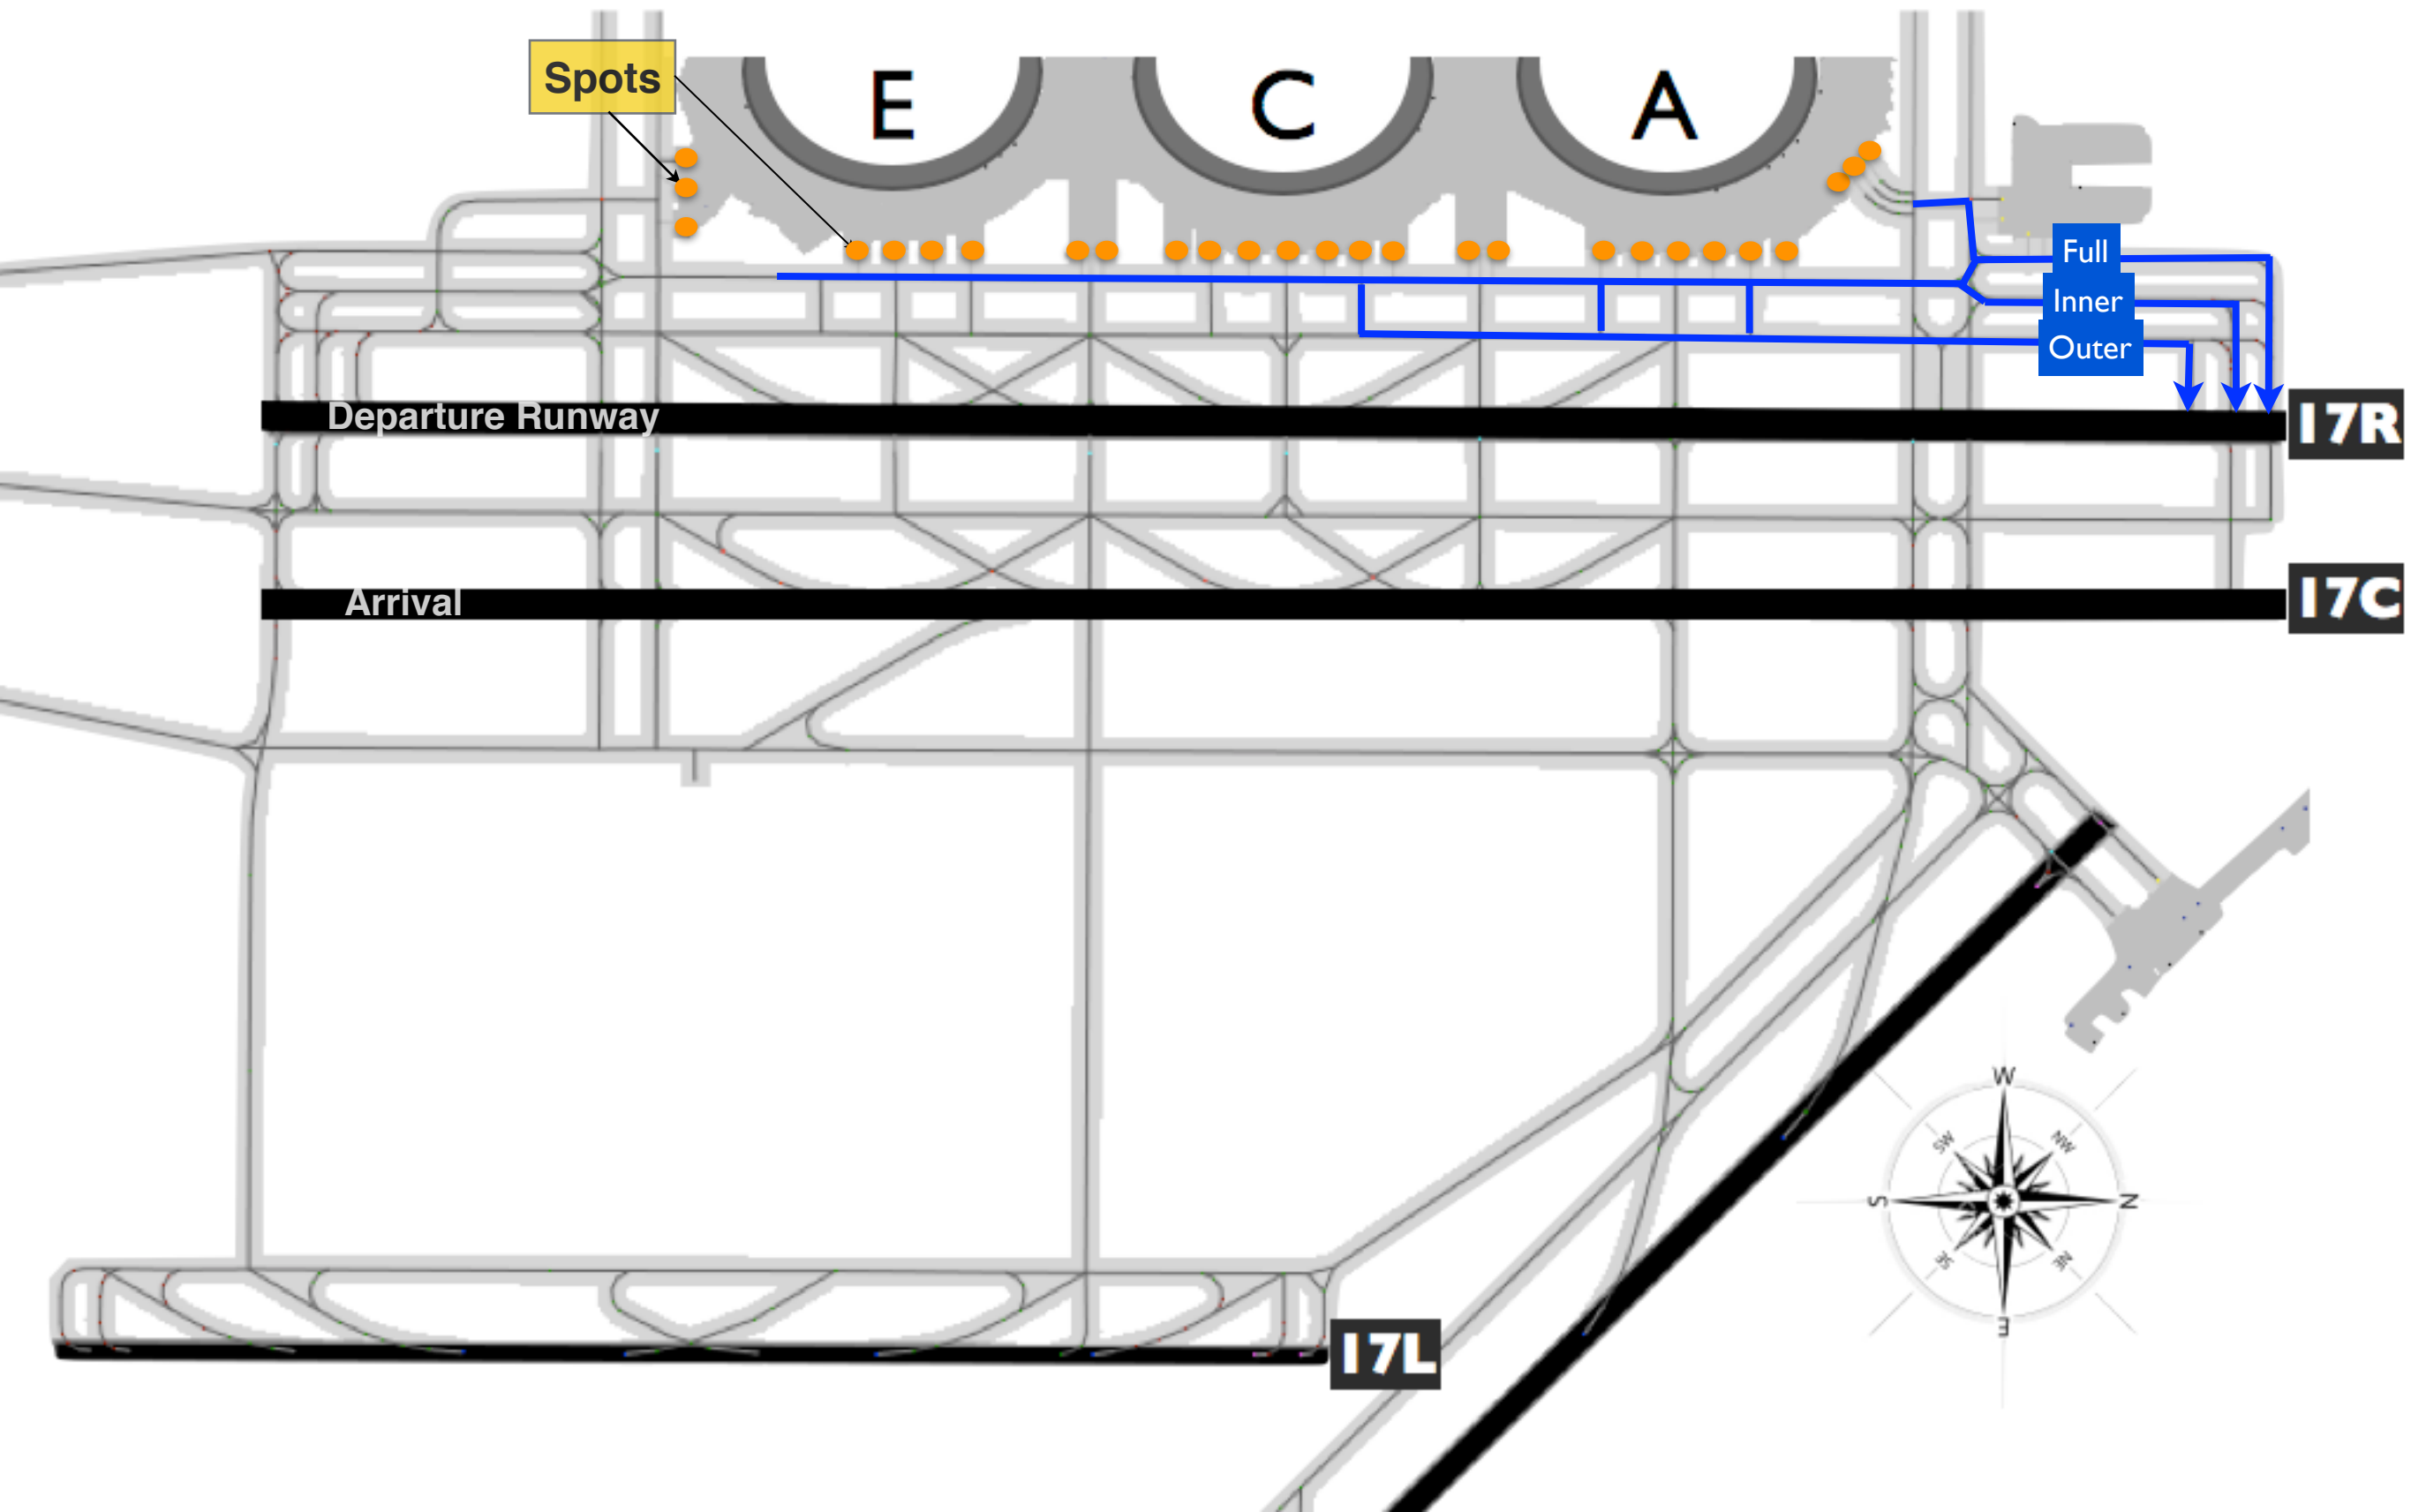 Spots
E
C
A
Full
Inner
Outer
Departure Runway
17R
Arrival
17C
W
SW
NW
S
N
SE
NE
E
17L